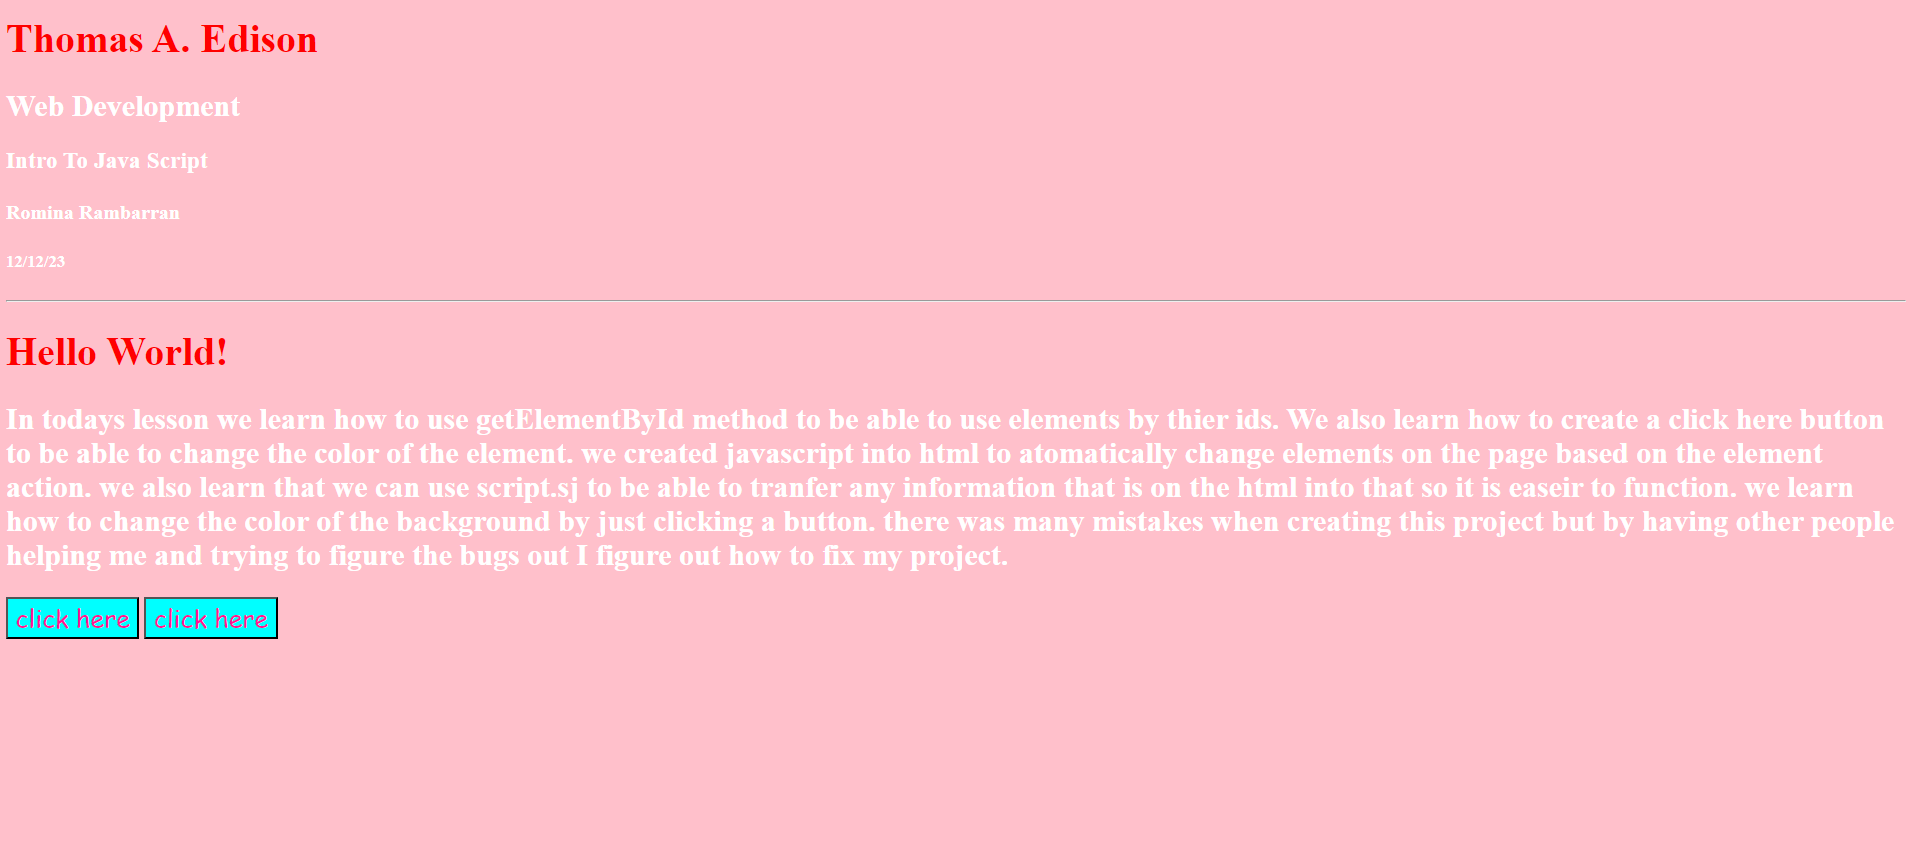 Thomas A. Edison
Web Development
Intro To Java Script
Romina Rambarran
12/12/23
Hello World!
In todays lesson we learn how to use getElementById method to be able to use elements by thier ids. We also learn how to create a click here button
to be able to change the color of the element. we created javascript into html to atomatically change elements on the page based on the element
action. we also learn that we can use script.sj to be able to tranfer any information that is on the html into that so it is easeir to function. we learn
how to change the color of the background by just clicking a button. there was many mistakes when creating this project but by having other people
helping me and trying to figure the bugs out I figure out how to fix my project.
click here click here